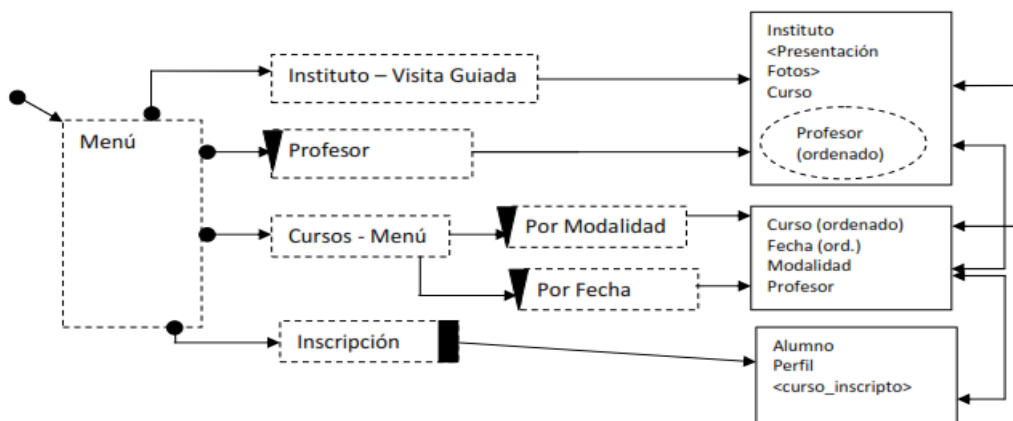 Menú
Instituto – Visita Guiada
Profesor
Cursos - Menú
Por Modalidad
Por Fecha
Inscripción
Instituto
<Presentación
Fotos>
Curso
Profesor
(ordenado)
Curso (ordenado)
Fecha (ord.)
Modalidad
Profesor
Alumno
Perfil
<curso_inscripto>